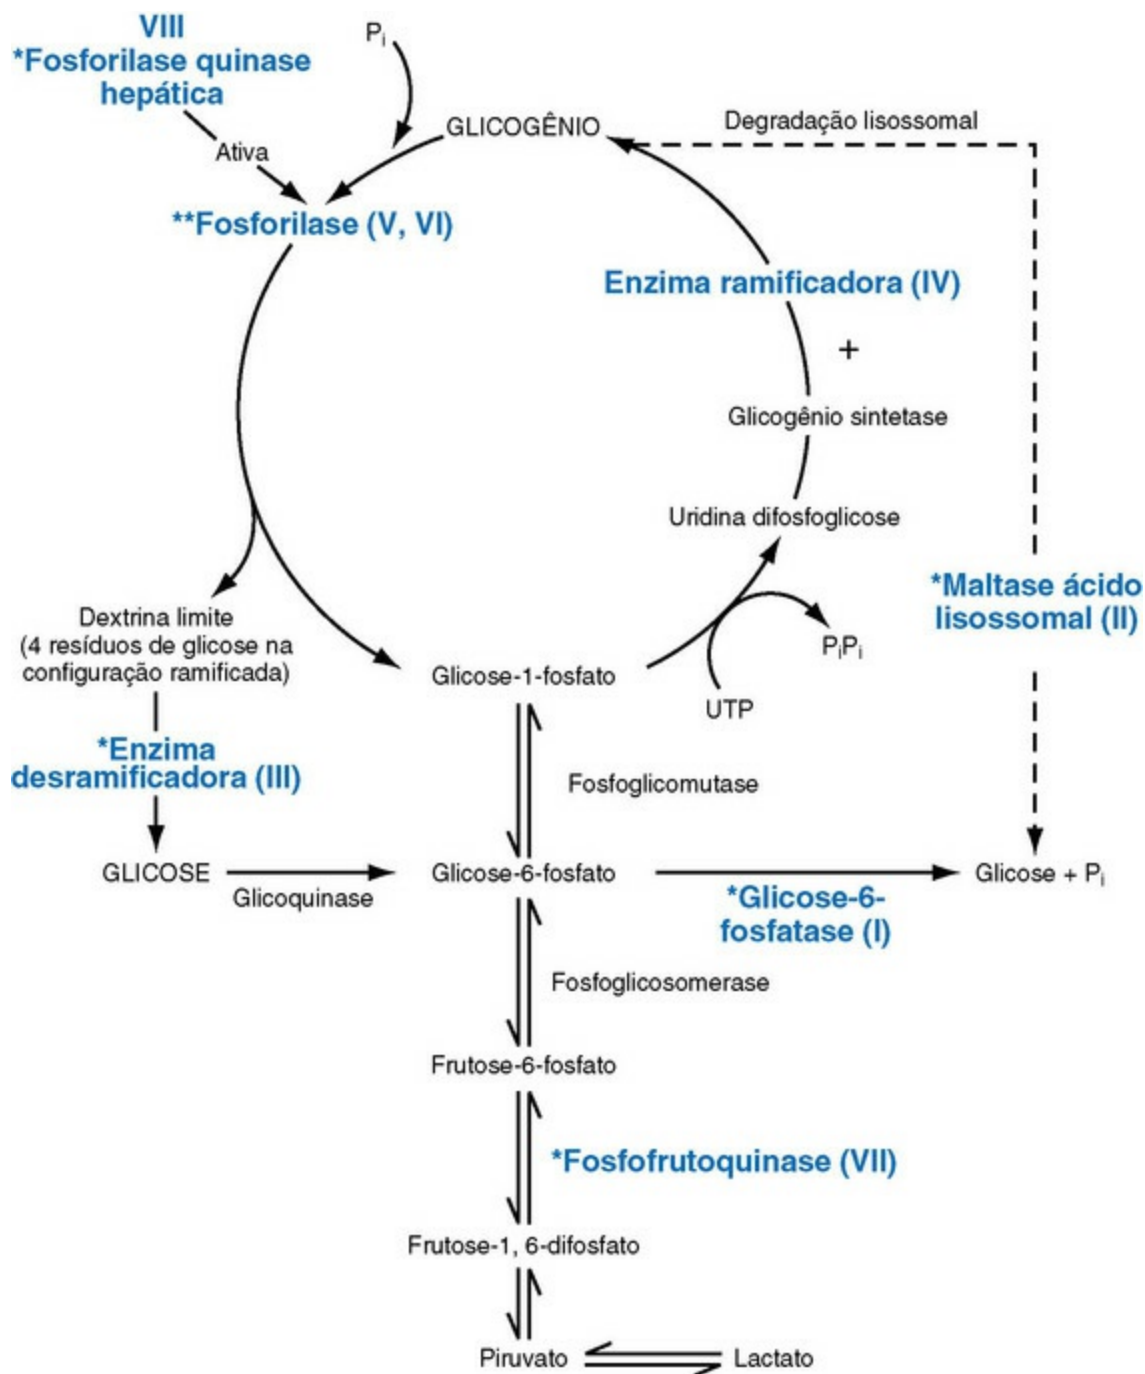 VIII
*Fosforilase quinase
hepática
P_i
Ativa
GLICOGÊNIO
Degradação lisossomal
**Fosforilase (V, VI)
Enzima ramificadora (IV)
+
Glicogênio sintetase
Uridina difosfoglicose
*Maltase ácido
lisossomal (II)
Dextrina limite
(4 resíduos de glicose na
configuração ramificada)
P_iP_i
Glicose-1-fosfato
UTP
*Enzima
desramificadora (III)
Fosfoglicomutase
GLICOSE
Glicoquinase
Glicose-6-fosfato
Glicose + P_i
*Glicose-6-
fosfatase (I)
Fosfoglicosomerase
Frutose-6-fosfato
*Fosfofrutoquinase (VII)
Frutose-1, 6-difosfato
Piruvato
Lactato